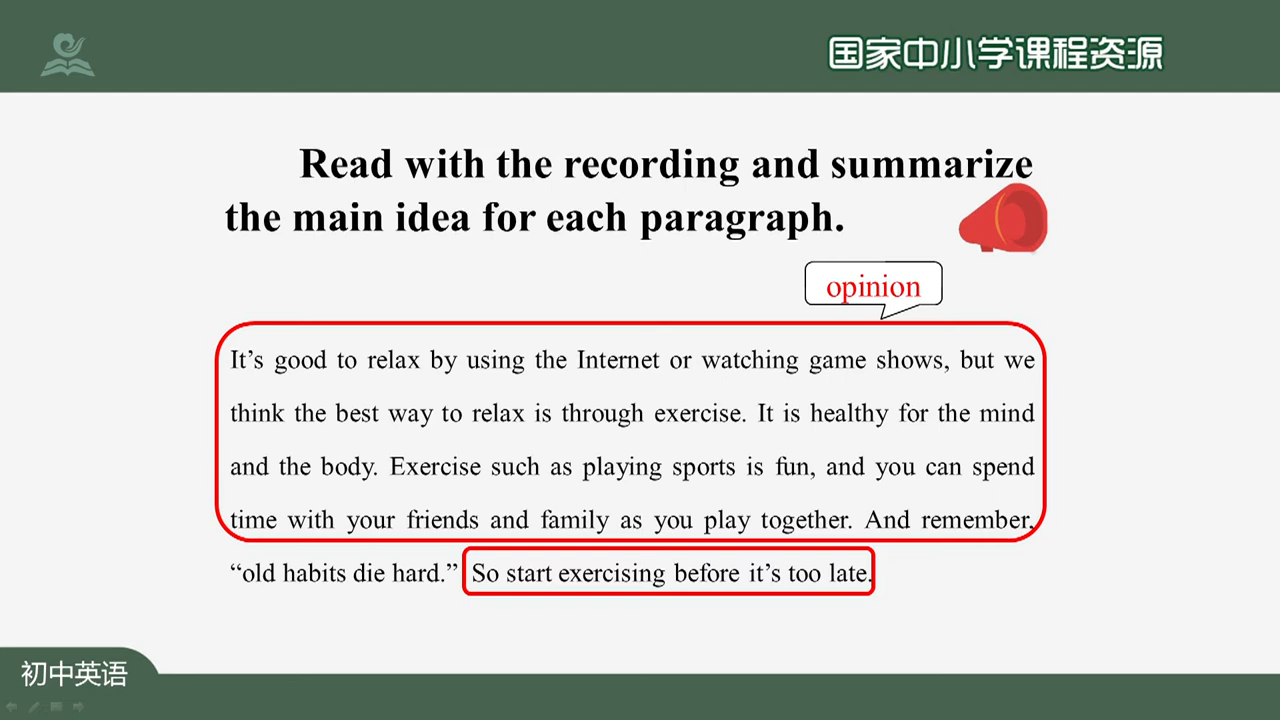 国家中小学课程资源
Read with the recording and summarize
the main idea for each paragraph.
opinion
It’s good to relax by using the Internet or watching game shows, but we
think the best way to relax is through exercise. It is healthy for the mind
and the body. Exercise such as playing sports is fun, and you can spend
time with your friends and family as you play together. And remember,
“old habits die hard.” So start exercising before it’s too late.
初中英语